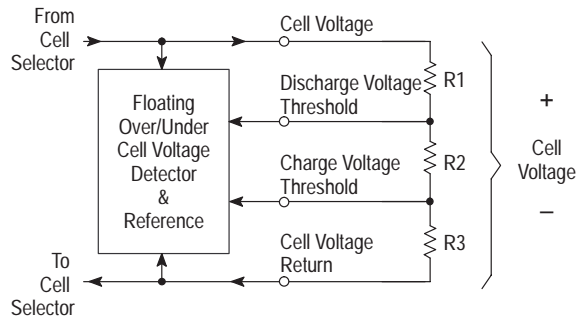 From
Cell
Selector
Cell Voltage
Discharge Voltage
Threshold
R1
Floating
Over/Under
Cell Voltage
Detector
&
Reference
Charge Voltage
Threshold
R2
Cell Voltage
Return
R3
To
Cell
Selector
+
Cell
Voltage
–